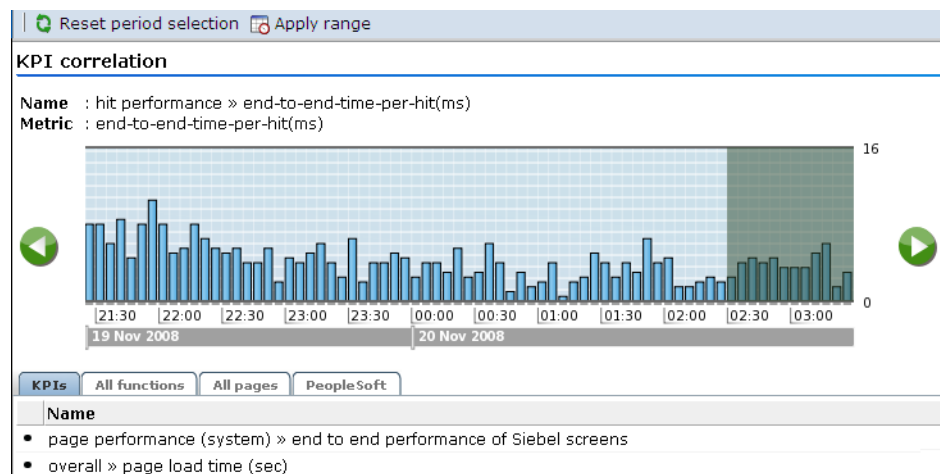 Reset period selection Apply range
KPI correlation
Name : hit performance » end-to-end-time-per-hit(ms)
Metric : end-to-end-time-per-hit(ms)
16
0
21:30 22:00 22:30 23:00 23:30 00:00 00:30 01:00 01:30 02:00 02:30 03:00
19 Nov 2008 20 Nov 2008
KPIs All functions All pages PeopleSoft
Name
• page performance (system) » end to end performance of Siebel screens
• overall » page load time (sec)